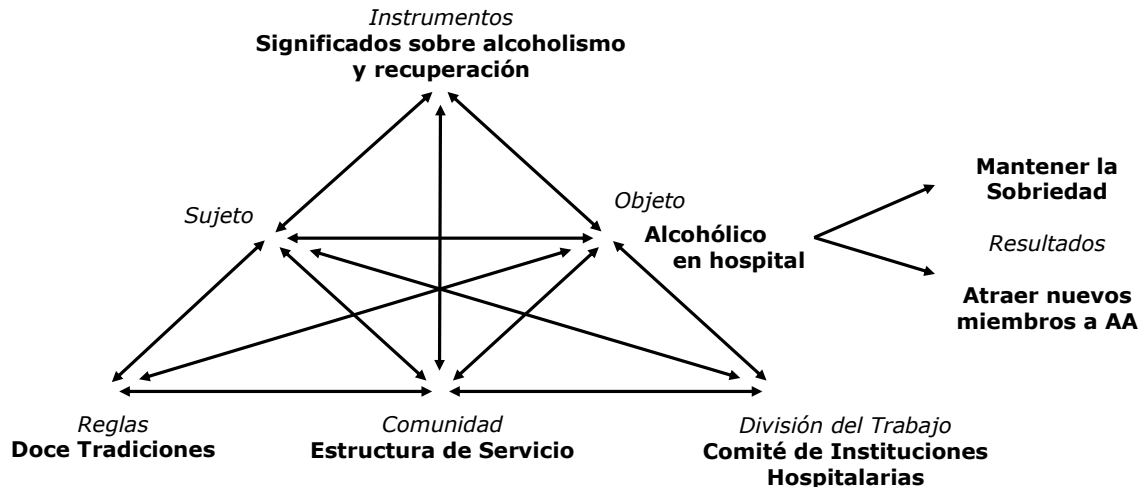 Instrumentos
Significados sobre alcoholismo
y recuperación
Sujeto
Objeto
Alcohólico
en hospital
Mantener la
Sobriedad
Resultados
Atraer nuevos
miembros a AA
Reglas
Doce Tradiciones
Comunidad
Estructura de Servicio
División del Trabajo
Comité de Instituciones
Hospitalarias